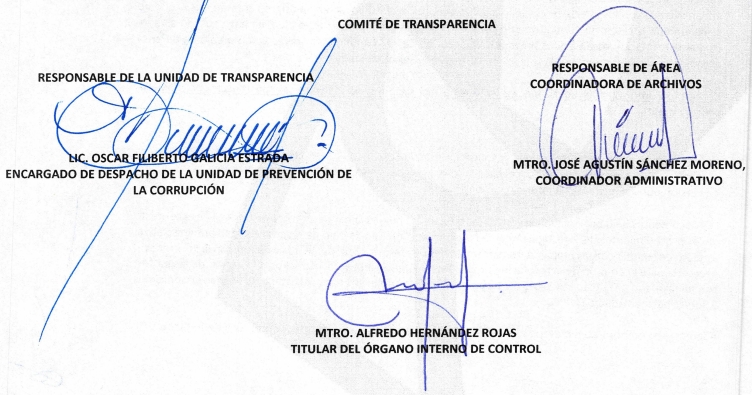 COMITÉ DE TRANSPARENCIA
RESPONSABLE DE LA UNIDAD DE TRANSPARENCIA
LIC. OSCAR FILIBERTO GALICIA ESTRADA
ENCARGADO DE DESPACHO DE LA UNIDAD DE PREVENCIÓN DE
LA CORRUPCIÓN
RESPONSABLE DE ÁREA
COORDINADORA DE ARCHIVOS
MTRO. JOSÉ AGUSTÍN SÁNCHEZ MORENO,
COORDINADOR ADMINISTRATIVO
MTRO. ALFREDO HERNÁNDEZ ROJAS
TITULAR DEL ÓRGANO INTERNO DE CONTROL